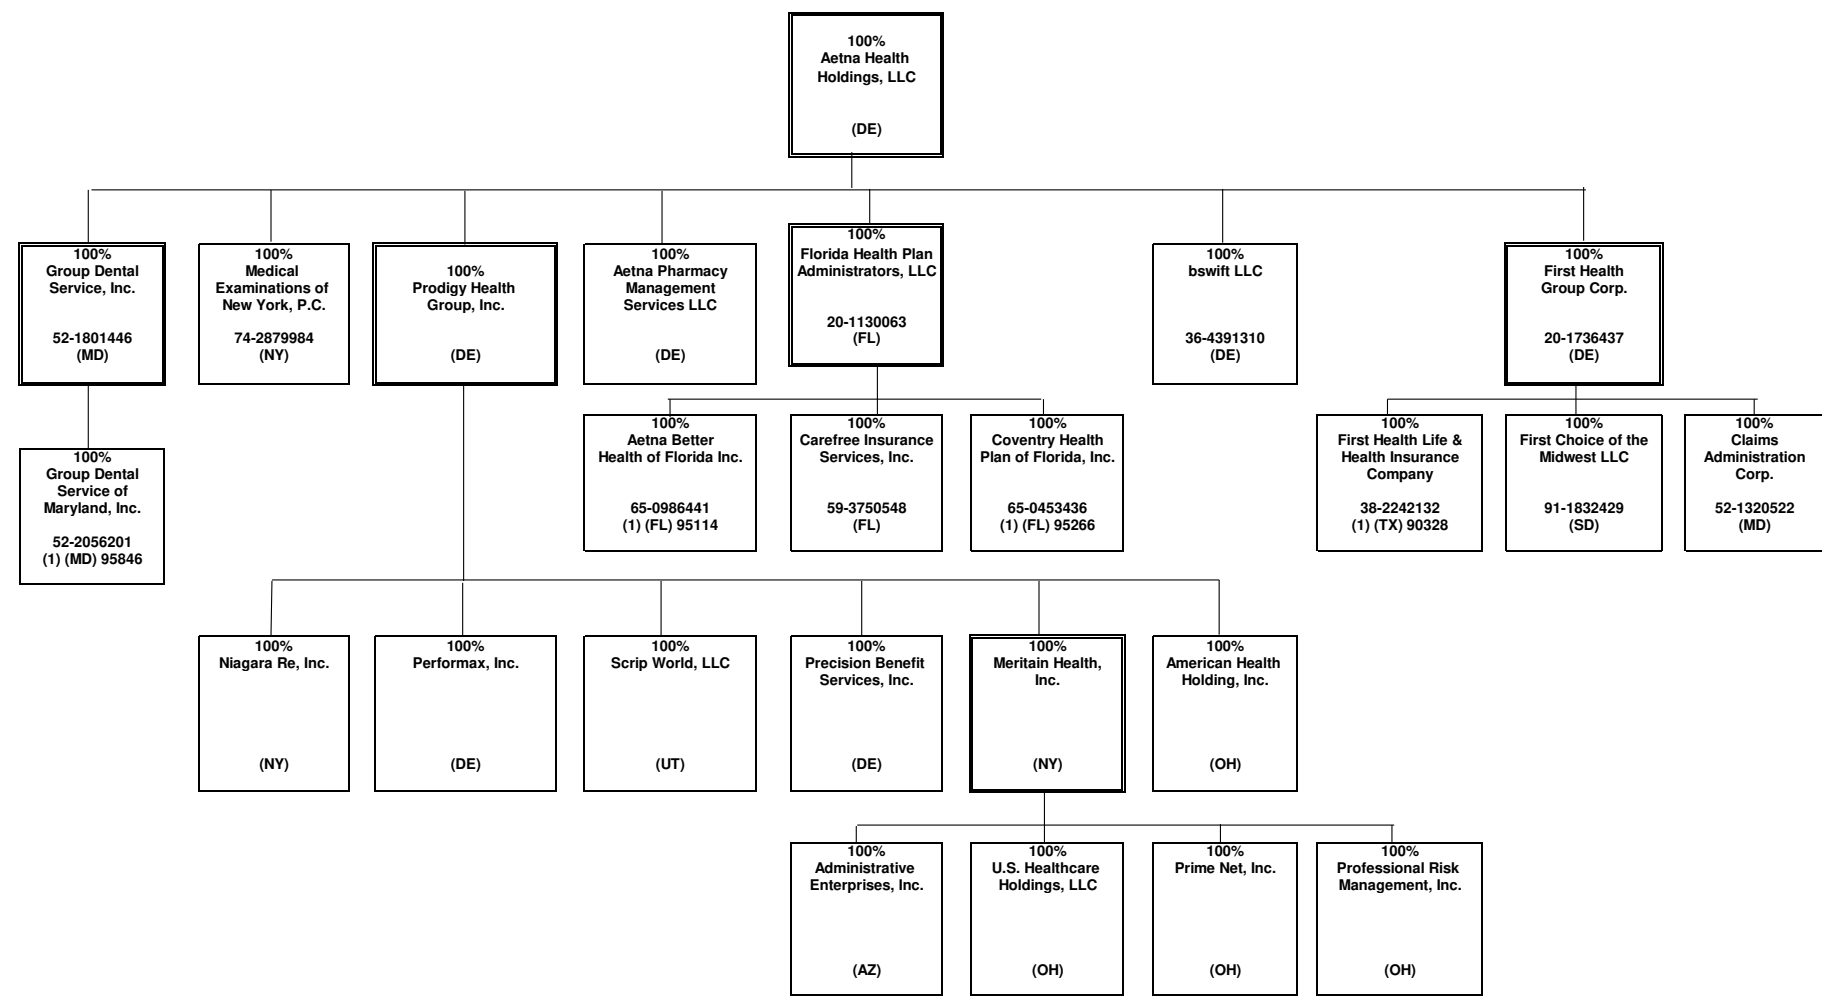 100%
Aetna Health
Holdings, LLC
(DE)
100%
Group Dental
Service, Inc.
52-1801446
(MD)
100%
Medical
Examinations of
New York, P.C.
74-2879984
(NY)
100%
Prodigy Health
Group, Inc.
(DE)
100%
Aetna Pharmacy
Management
Services LLC
(DE)
100%
Florida Health Plan
Administrators, LLC
20-1130063
(FL)
100%
bswift LLC
36-4391310
(DE)
100%
First Health
Group Corp.
20-1736437
(DE)
100%
Group Dental
Service of
Maryland, Inc.
52-2056201
(1) (MD) 95846
100%
Aetna Better
Health of Florida Inc.
65-0986441
(1) (FL) 95114
100%
Carefree Insurance
Services, Inc.
59-3750548
(FL)
100%
Coventry Health
Plan of Florida, Inc.
65-0453436
(1) (FL) 95266
100%
First Health Life &
Health Insurance
Company
38-2242132
(1) (TX) 90328
100%
First Choice of the
Midwest LLC
91-1832429
(SD)
100%
Claims
Administration
Corp.
52-1320522
(MD)
100%
Niagara Re, Inc.
(NY)
100%
Performax, Inc.
(DE)
100%
Scrip World, LLC
(UT)
100%
Precision Benefit
Services, Inc.
(DE)
100%
Meritain Health,
Inc.
(NY)
100%
American Health
Holding, Inc.
(OH)
100%
Administrative
Enterprises, Inc.
(AZ)
100%
U.S. Healthcare
Holdings, LLC
(OH)
100%
Prime Net, Inc.
(OH)
100%
Professional Risk
Management, Inc.
(OH)